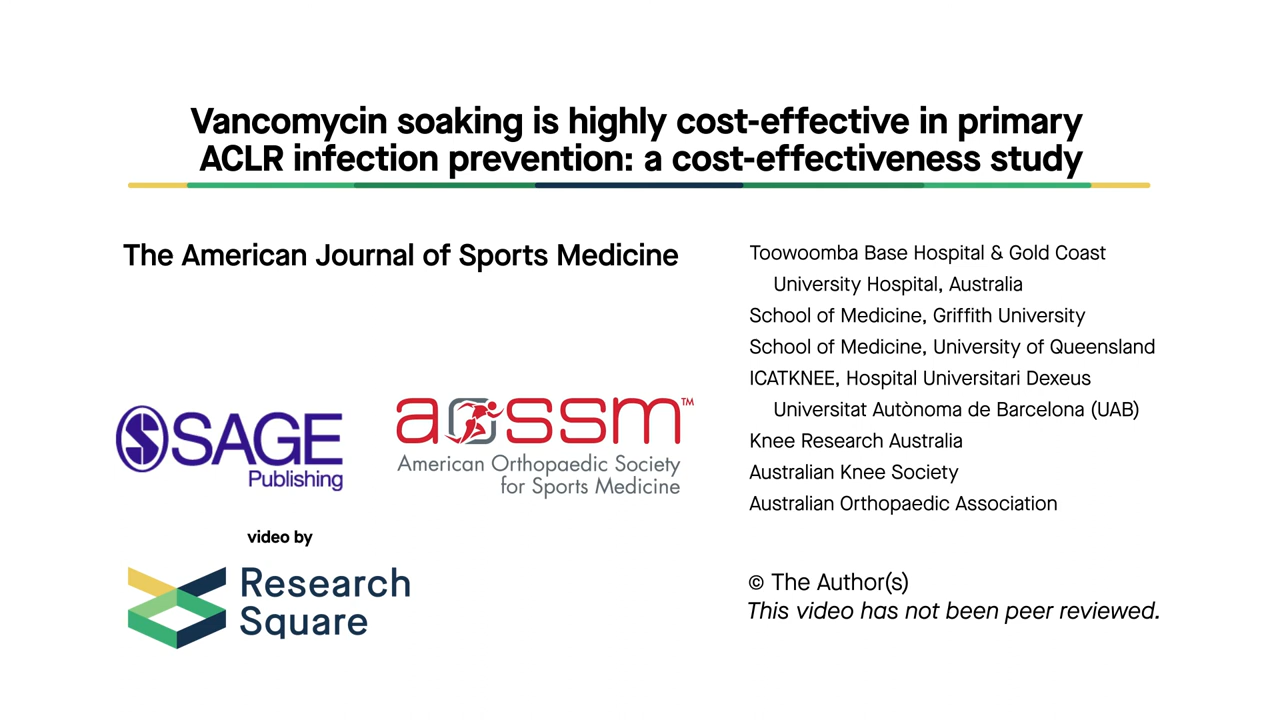 Vancomycin soaking is highly cost-effective in primary
ACLR infection prevention: a cost-effectiveness study
The American Journal of Sports Medicine
SAGE
Publishing
aossm™
American Orthopaedic Society
for Sports Medicine
video by
Research
Square
Toowoomba Base Hospital & Gold Coast
University Hospital, Australia
School of Medicine, Griffith University
School of Medicine, University of Queensland
ICATKNEE, Hospital Universitari Dexeus
Universitat Autònoma de Barcelona (UAB)
Knee Research Australia
Australian Knee Society
Australian Orthopaedic Association
© The Author(s)
This video has not been peer reviewed.